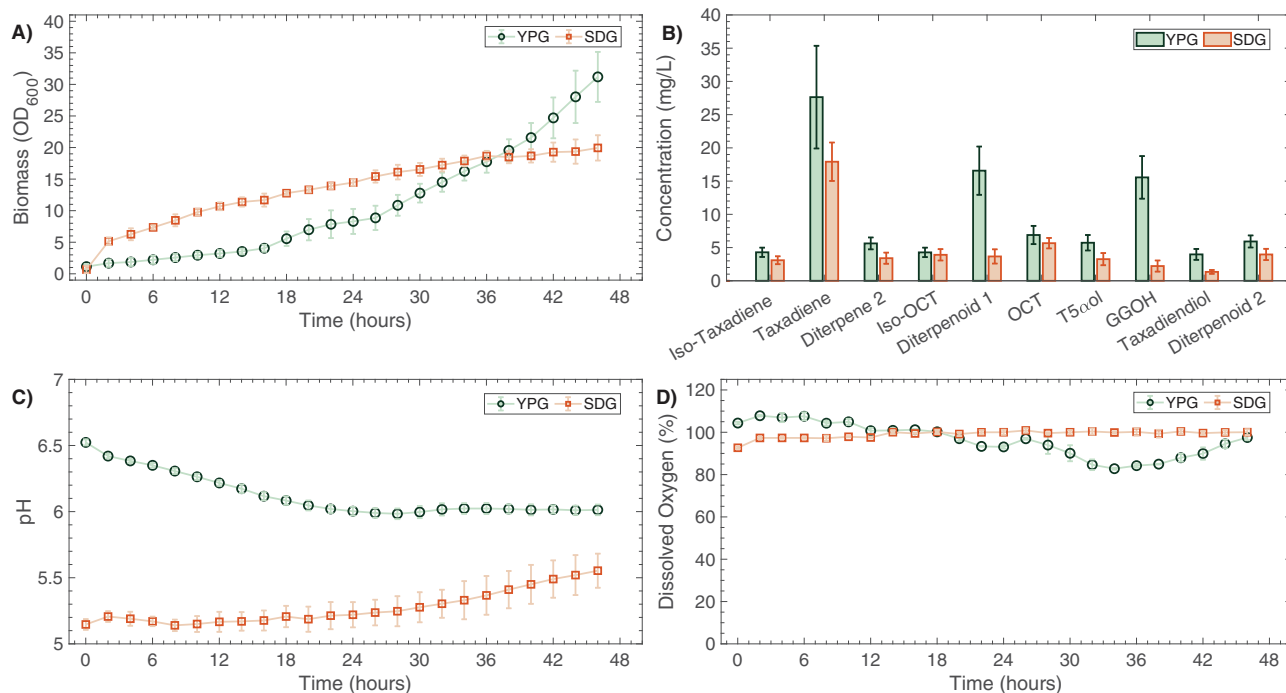 A)
YPG SDG
Biomass (OD600)
40
35
30
25
20
15
10
5
0
0 6 12 18 24 30 36 42 48
Time (hours)
B)
YPG SDG
Concentration (mg/L)
40
35
30
25
20
15
10
5
0
Iso-Taxadiene
Taxadiene
Diterpene 2
Iso-OCT
Diterpenoid 1
OCT
T5αol
GGOH
Taxadiendiol
Diterpenoid 2
C)
YPG SDG
pH
7
6.5
6
5.5
5
0 6 12 18 24 30 36 42 48
Time (hours)
D)
YPG SDG
Dissolved Oxygen (%)
120
100
80
60
40
20
0
0 6 12 18 24 30 36 42 48
Time (hours)